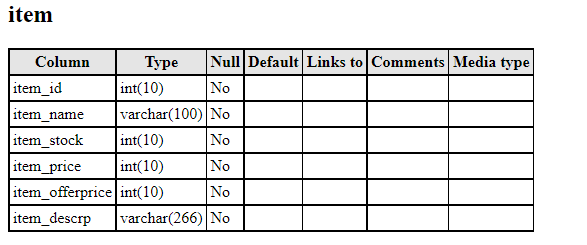 item
Column Type Null Default Links to Comments Media type
item_id int(10) No
item_name varchar(100) No
item_stock int(10) No
item_price int(10) No
item_offerprice int(10) No
item_descrp varchar(266) No